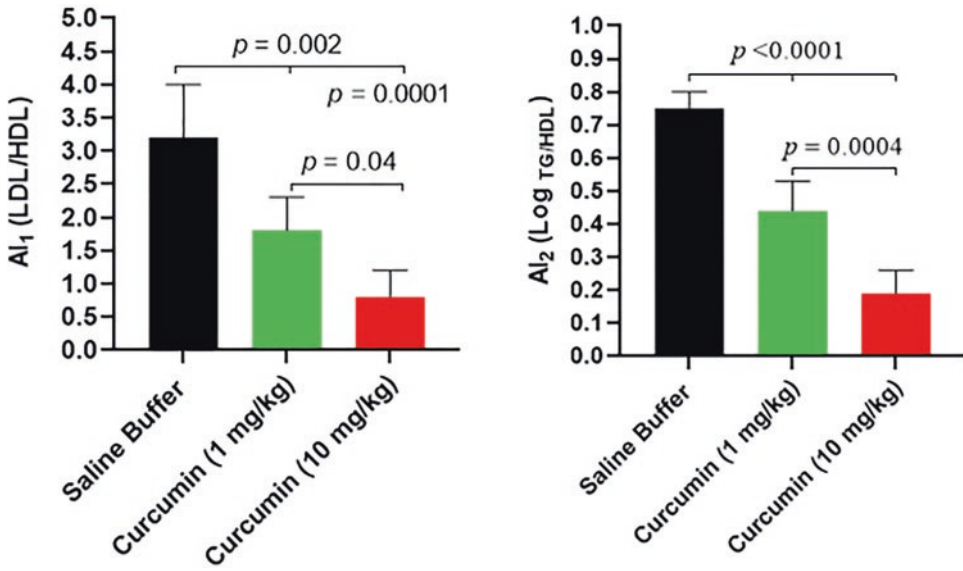 AI₁ (LDL/HDL)
5.0
4.5
4.0
3.5
3.0
2.5
2.0
1.5
1.0
0.5
0.0
p = 0.002
p = 0.0001
p = 0.04
Saline Buffer
Curcumin (1 mg/kg)
Curcumin (10 mg/kg)
AI₂ (Log TG/HDL)
1.0
0.9
0.8
0.7
0.6
0.5
0.4
0.3
0.2
0.1
0.0
p <0.0001
p = 0.0004
Saline Buffer
Curcumin (1 mg/kg)
Curcumin (10 mg/kg)